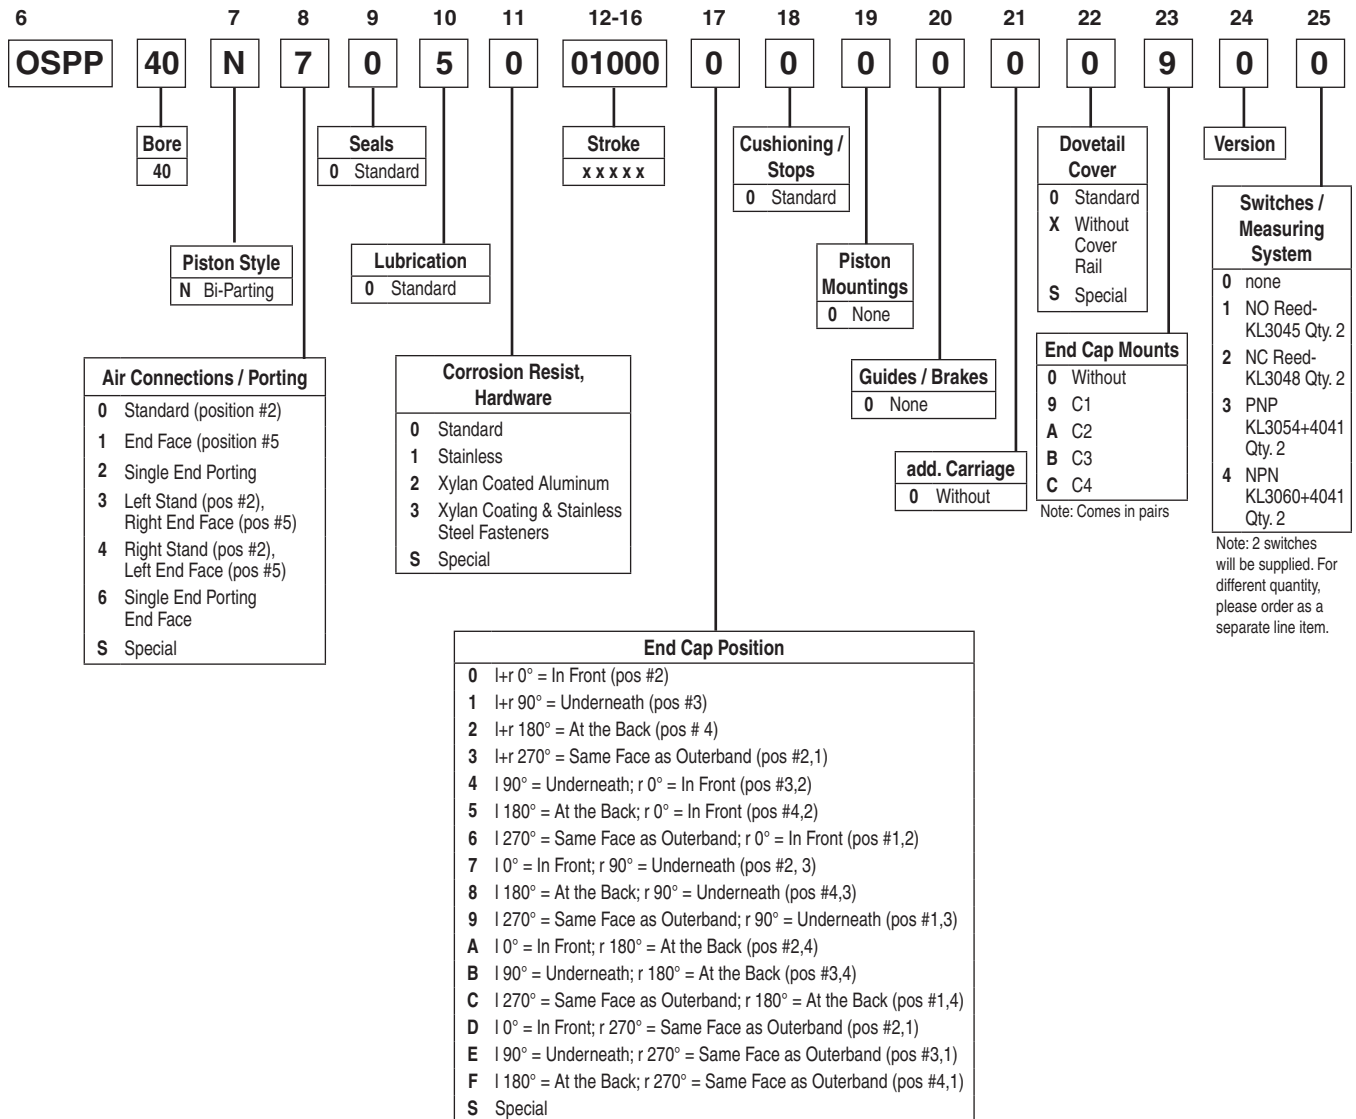 6 7 8 9 10 11 12-16 17 18 19 20 21 22 23 24 25
OSPP 40 N 7 0 5 0 01000 0 0 0 0 0 0 9 0 0
Bore
40
Piston Style
N Bi-Parting
Air Connections / Porting
0 Standard (position #2)
1 End Face (position #5
2 Single End Porting
3 Left Stand (pos #2),
Right End Face (pos #5)
4 Right Stand (pos #2),
Left End Face (pos #5)
6 Single End Porting
End Face
S Special
Seals
0 Standard
Lubrication
0 Standard
Corrosion Resist,
Hardware
0 Standard
1 Stainless
2 Xylan Coated Aluminum
3 Xylan Coating & Stainless
Steel Fasteners
S Special
Stroke
x x x x x
End Cap Position
0 l+r 0° = In Front (pos #2)
1 l+r 90° = Underneath (pos #3)
2 l+r 180° = At the Back (pos # 4)
3 l+r 270° = Same Face as Outerband (pos #2,1)
4 l 90° = Underneath; r 0° = In Front (pos #3,2)
5 l 180° = At the Back; r 0° = In Front (pos #4,2)
6 l 270° = Same Face as Outerband; r 0° = In Front (pos #1,2)
7 l 0° = In Front; r 90° = Underneath (pos #2, 3)
8 l 180° = At the Back; r 90° = Underneath (pos #4,3)
9 l 270° = Same Face as Outerband; r 90° = Underneath (pos #1,3)
A l 0° = In Front; r 180° = At the Back (pos #2,4)
B l 90° = Underneath; r 180° = At the Back (pos #3,4)
C l 270° = Same Face as Outerband; r 180° = At the Back (pos #1,4)
D l 0° = In Front; r 270° = Same Face as Outerband (pos #2,1)
E l 90° = Underneath; r 270° = Same Face as Outerband (pos #3,1)
F l 180° = At the Back; r 270° = Same Face as Outerband (pos #4,1)
S Special
Cushioning /
Stops
0 Standard
Piston
Mountings
0 None
Guides / Brakes
0 None
add. Carriage
0 Without
Dovetail
Cover
0 Standard
X Without
Cover
Rail
S Special
End Cap Mounts
0 Without
9 C1
A C2
B C3
C C4
Note: Comes in pairs
Version
Switches /
Measuring
System
0 none
1 NO Reed-
KL3045 Qty. 2
2 NC Reed-
KL3048 Qty. 2
3 PNP
KL3054+4041
Qty. 2
4 NPN
KL3060+4041
Qty. 2
Note: 2 switches
will be supplied. For
different quantity,
please order as a
separate line item.